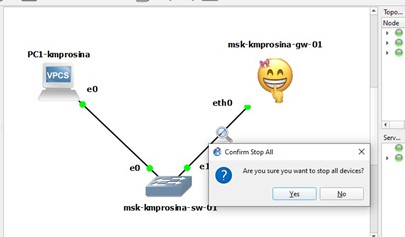 Topo...
Node
msk-kmprosina-gw-01
PC1-kmprosina
VPCS
e0
eth0
Confirm Stop All
Are you sure you want to stop all devices?
Yes
No
e0
e1
msk-kmprosina-sw-01
Serv...